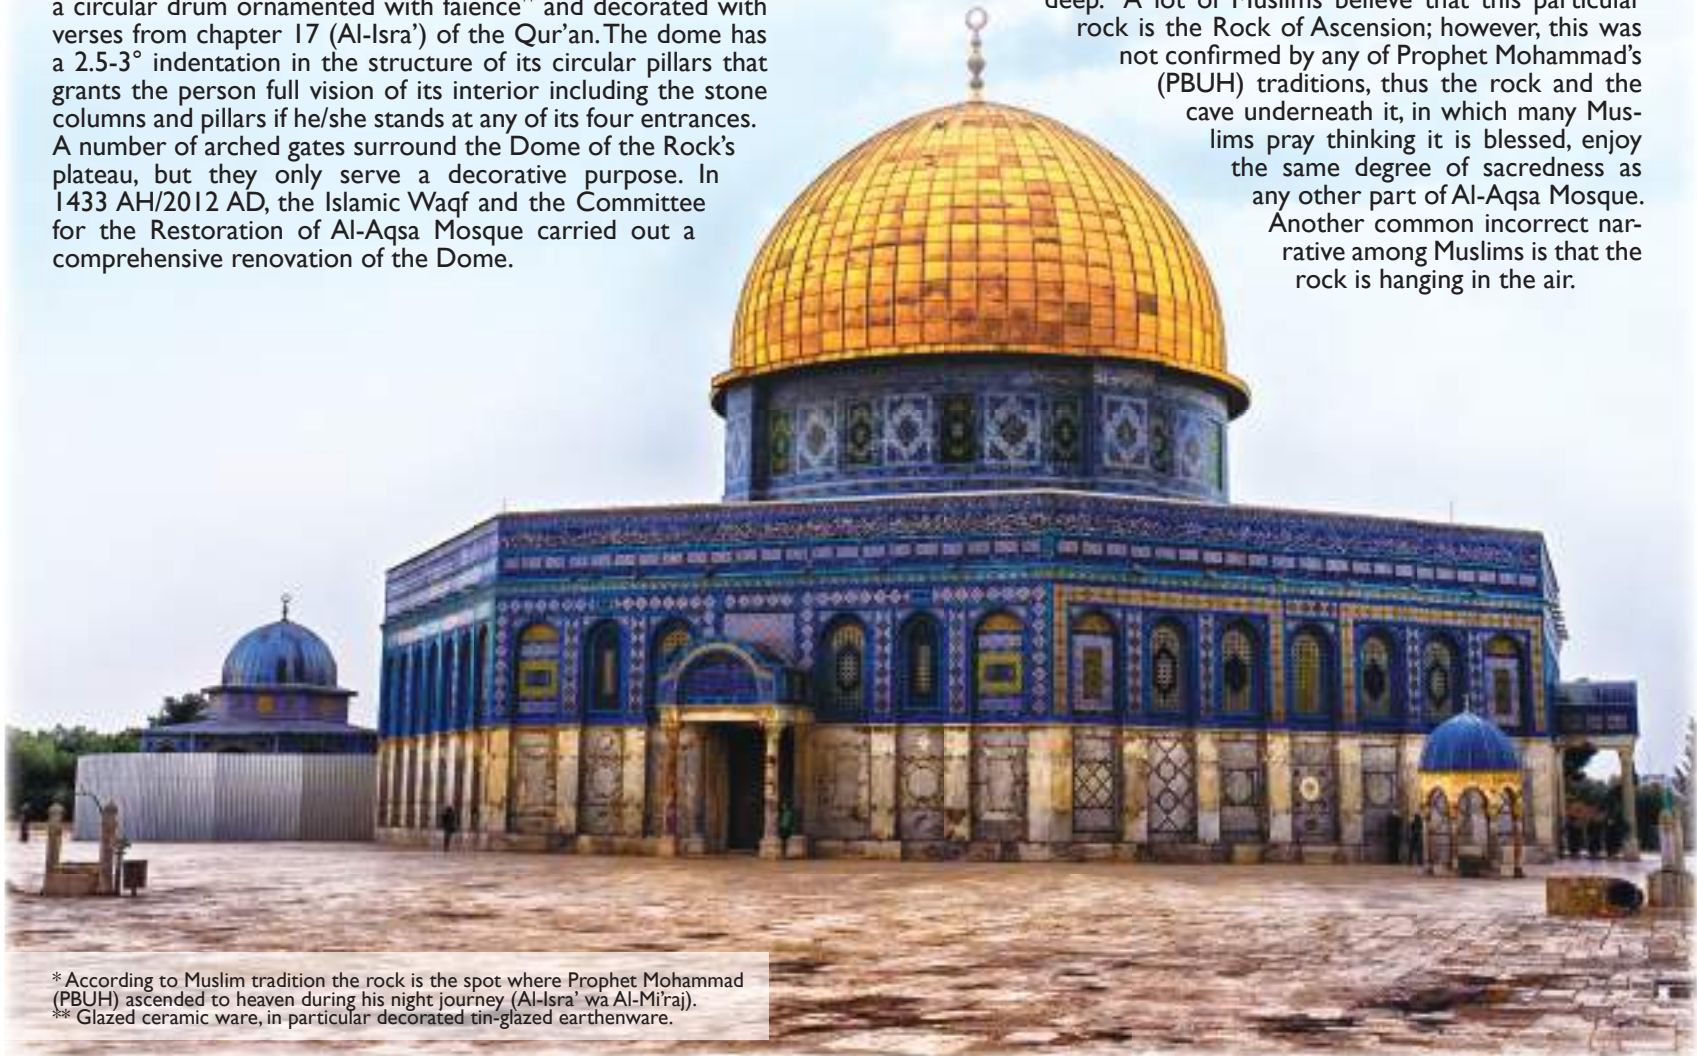 a circular drum ornamented with faience** and decorated with
verses from chapter 17 (Al-Isra’) of the Qur’an. The dome has
a 2.5-3° indentation in the structure of its circular pillars that
grants the person full vision of its interior including the stone
columns and pillars if he/she stands at any of its four entrances.
A number of arched gates surround the Dome of the Rock’s
plateau, but they only serve a decorative purpose. In
1433 AH/2012 AD, the Islamic Waqf and the Committee
for the Restoration of Al-Aqsa Mosque carried out a
comprehensive renovation of the Dome.
deep. A lot of Muslims believe that this particular
rock is the Rock of Ascension; however, this was
not confirmed by any of Prophet Mohammad’s
(PBUH) traditions, thus the rock and the
cave underneath it, in which many Mus-
lims pray thinking it is blessed, enjoy
the same degree of sacredness as
any other part of Al-Aqsa Mosque.
Another common incorrect nar-
rative among Muslims is that the
rock is hanging in the air.
* According to Muslim tradition the rock is the spot where Prophet Mohammad
(PBUH) ascended to heaven during his night journey (Al-Isra’ wa Al-Mi’raj).
** Glazed ceramic ware, in particular decorated tin-glazed earthenware.